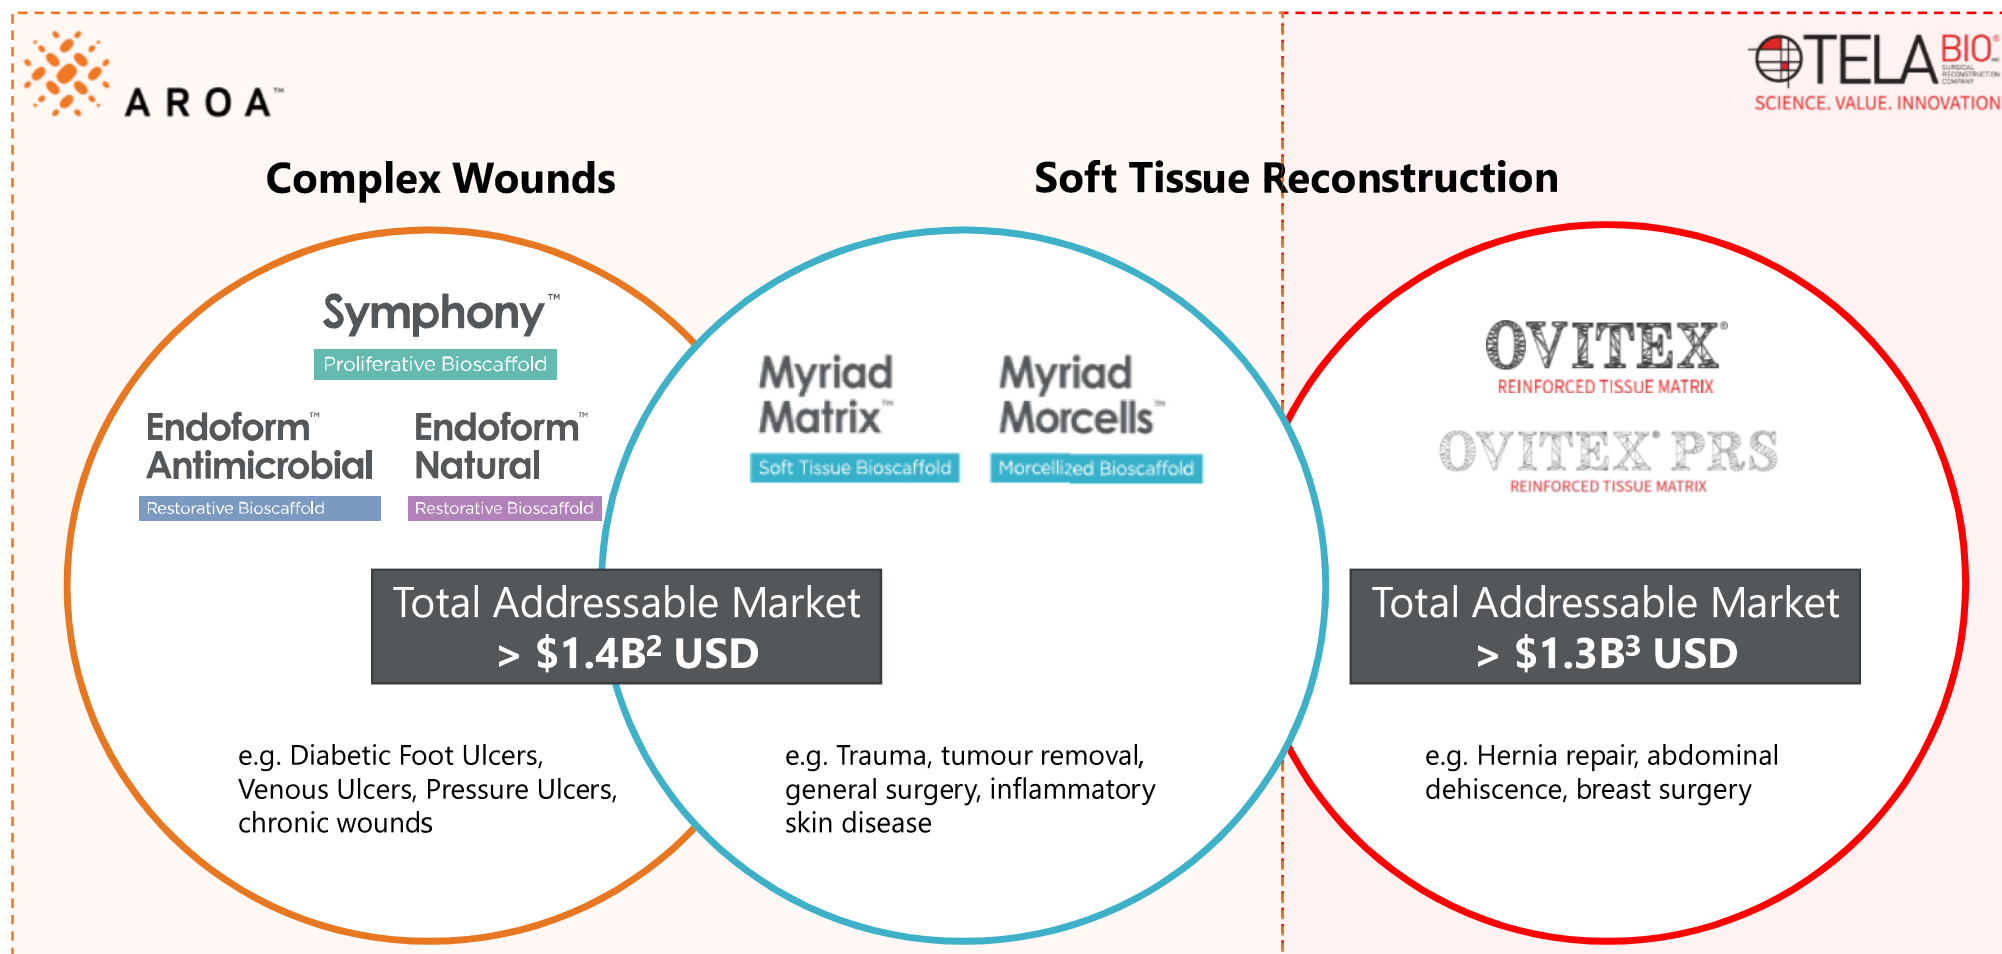 AROA™
TELA BIO® INC
SURGICAL
RECONSTRUCTION
COMPANY
SCIENCE. VALUE. INNOVATION
Complex Wounds
Soft Tissue Reconstruction
Symphony™
Proliferative Bioscaffold
Endoform™
Antimicrobial
Restorative Bioscaffold
Endoform™
Natural
Restorative Bioscaffold
Myriad
Matrix™
Soft Tissue Bioscaffold
Myriad
Morcells™
Morcellized Bioscaffold
OVITEX®
REINFORCED TISSUE MATRIX
OVITEX® PRS
REINFORCED TISSUE MATRIX
Total Addressable Market
> $1.4B² USD
Total Addressable Market
> $1.3B³ USD
e.g. Diabetic Foot Ulcers,
Venous Ulcers, Pressure Ulcers,
chronic wounds
e.g. Trauma, tumour removal,
general surgery, inflammatory
skin disease
e.g. Hernia repair, abdominal
dehiscence, breast surgery